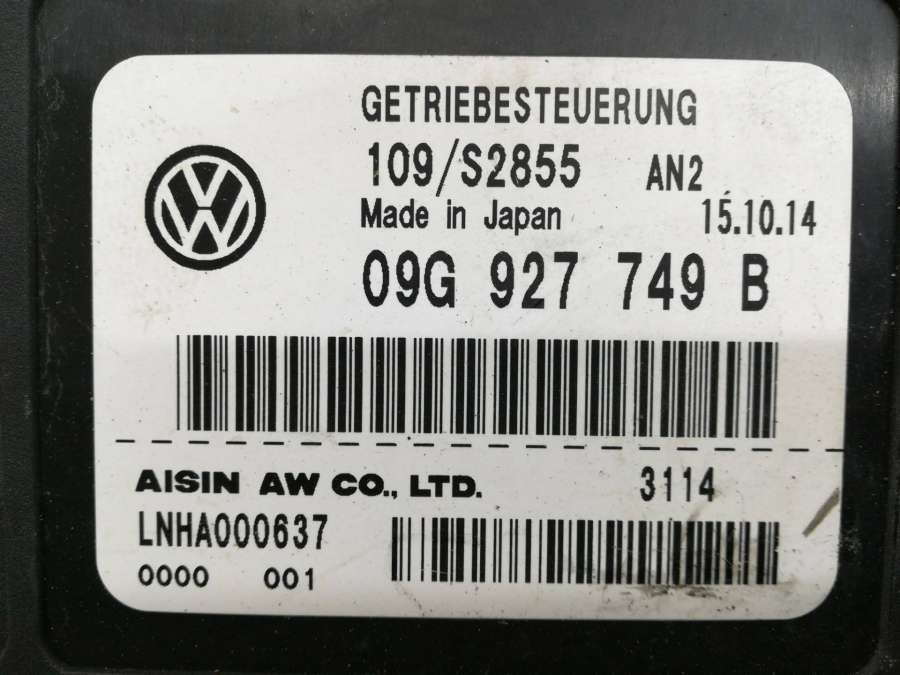 GETRIEBESTEUERUNG
109/S2855 AN2
Made in Japan 15.10.14
09G 927 749 B
AISIN AW CO., LTD. 3114
LNHA000637
0000 001